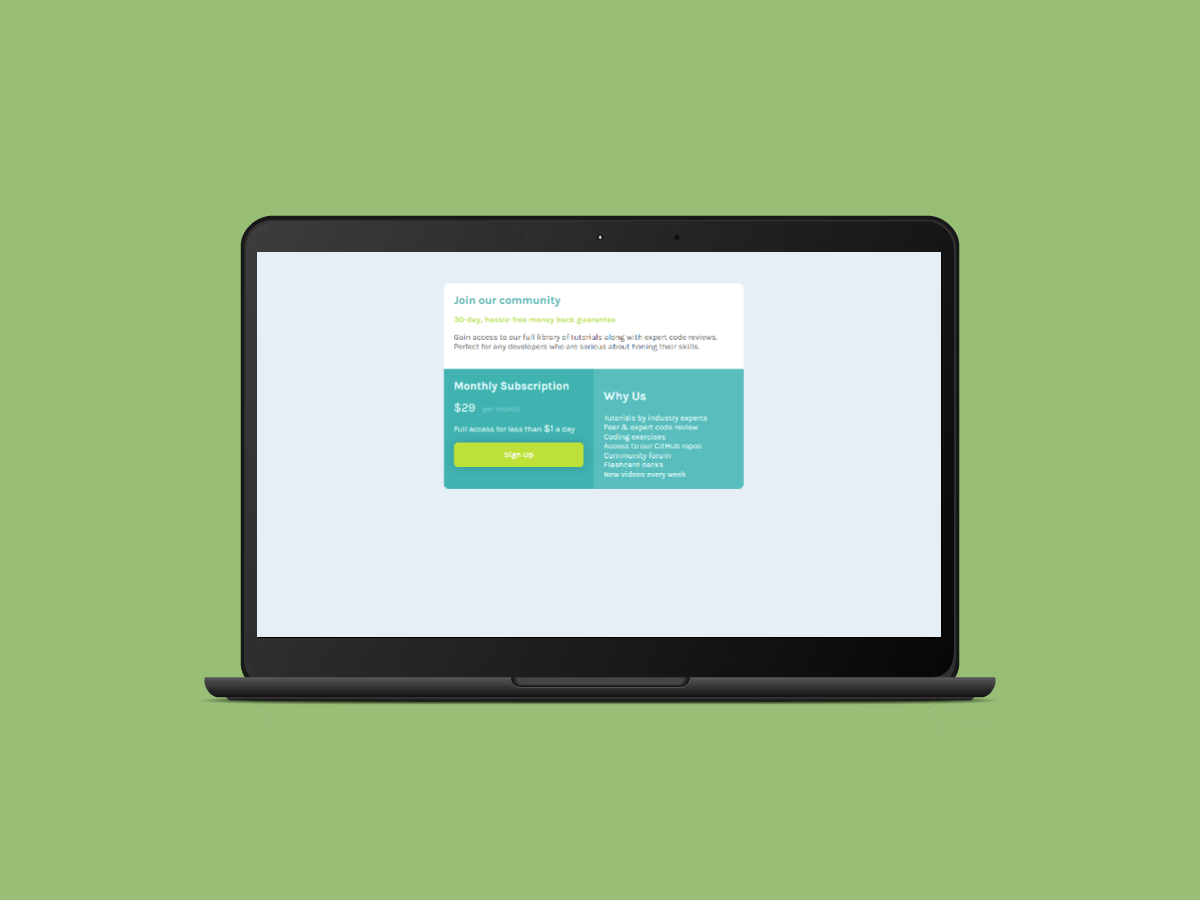 Join our community
30-day, hassle-free money back guarantee
Gain access to our full library of tutorials along with expert code reviews.
Perfect for any developers who are serious about honing their skills.
Monthly Subscription
$29 per month
Full access for less than $1 a day
Sign Up
Why Us
Tutorials by industry experts
Peer & expert code review
Coding exercises
Access to our GitHub repos
Community forum
Flashcard decks
New videos every week